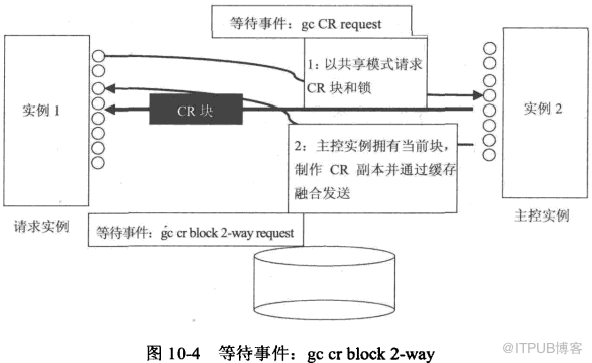 等待事件：gc CR request
1：以共享模式请求
CR 块和锁
实例 1
CR 块
实例 2
2：主控实例拥有当前块，
制作 CR 副本并通过缓存
融合发送
请求实例
主控实例
等待事件：gc cr block 2-way request
图 10-4 等待事件：gc cr block 2-way
@ITPUB博客